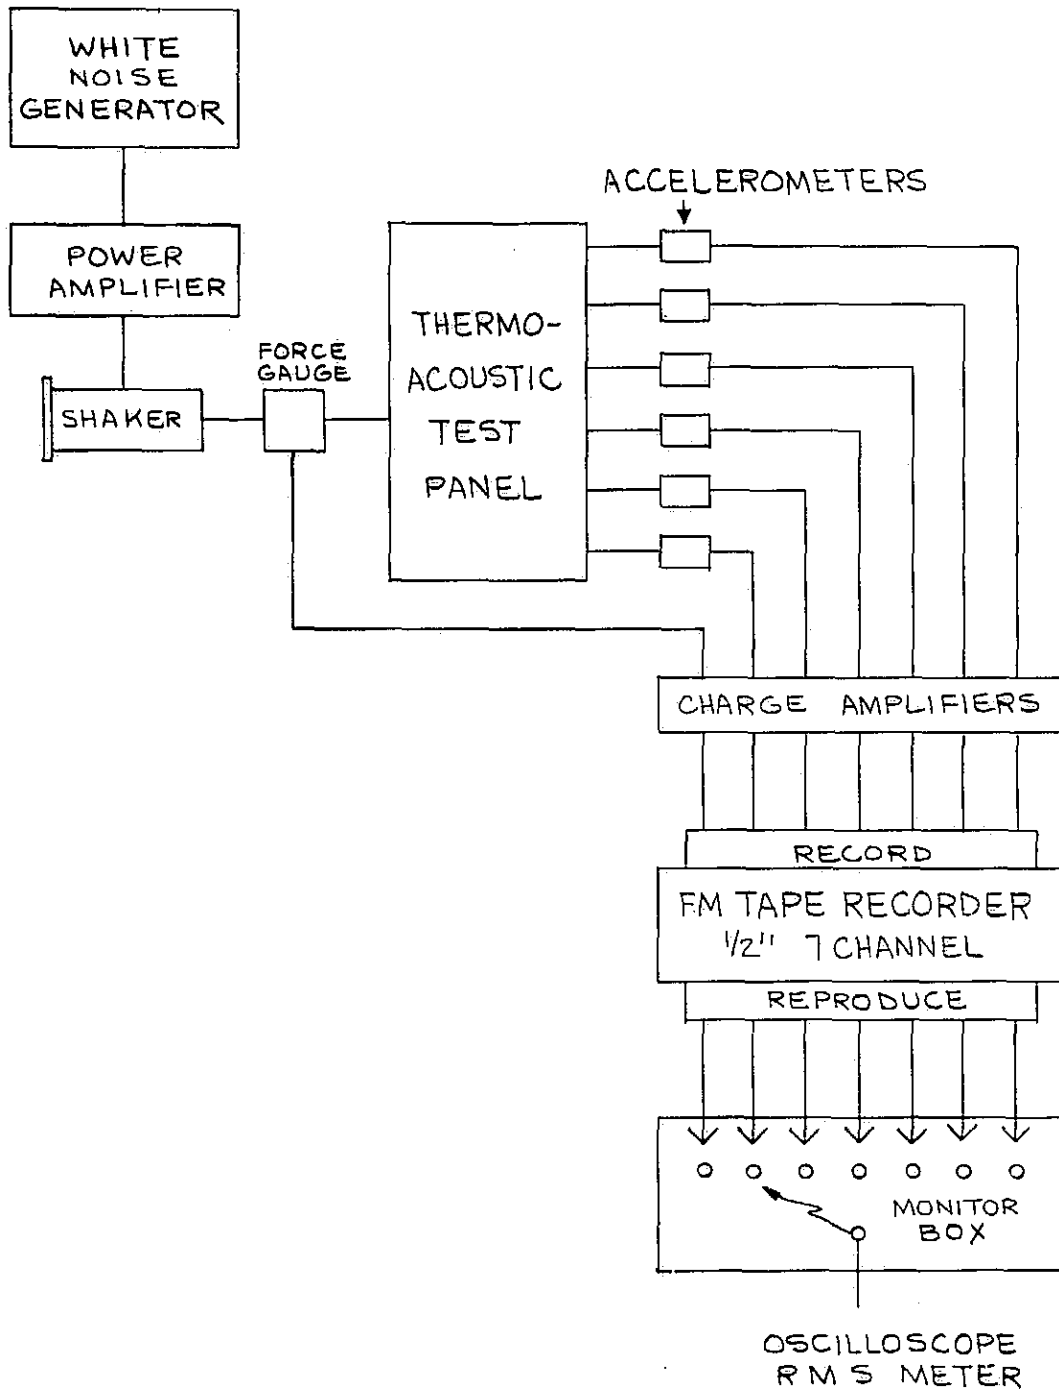 WHITE
NOISE
GENERATOR
POWER
AMPLIFIER
SHAKER
FORCE
GAUGE
THERMO-
ACOUSTIC
TEST
PANEL
ACCELEROMETERS
CHARGE AMPLIFIERS
RECORD
FM TAPE RECORDER
1/2" 7 CHANNEL
REPRODUCE
MONITOR
BOX
OSCILLOSCOPE
RMS METER